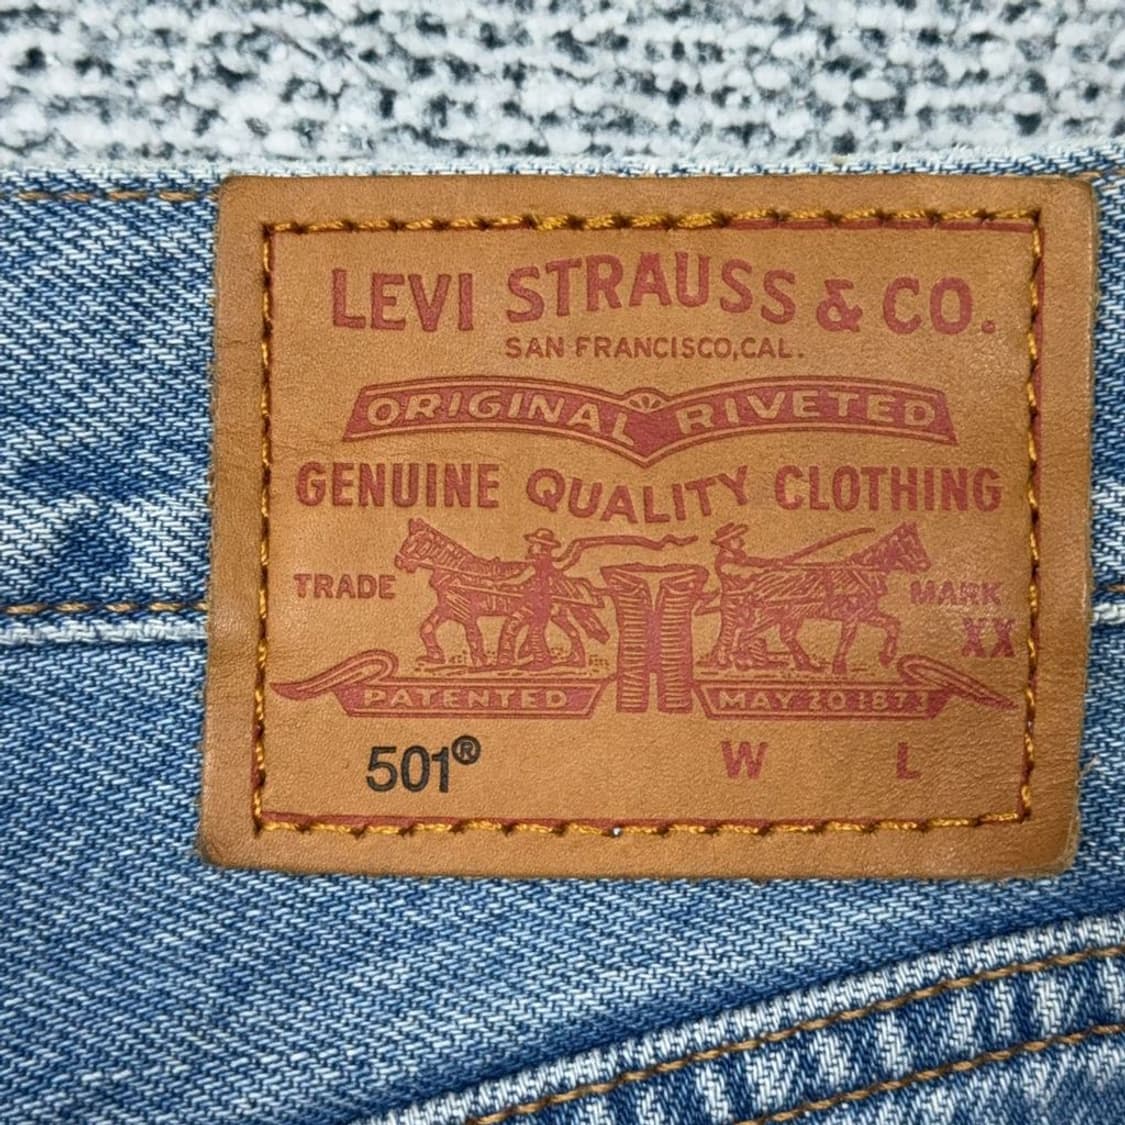 LEVI STRAUSS & CO.
SAN FRANCISCO, CAL.
ORIGINAL RIVETED
GENUINE QUALITY CLOTHING
TRADE MARK
XX
PATENTED MAY 20 1873
501® W L